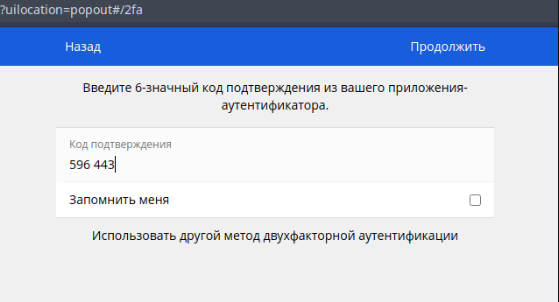 ?uilocation=popout#/2fa
Назад Продолжить
Введите 6-значный код подтверждения из вашего приложения-
аутентификатора.
Код подтверждения
596 443
Запомнить меня
Использовать другой метод двухфакторной аутентификации